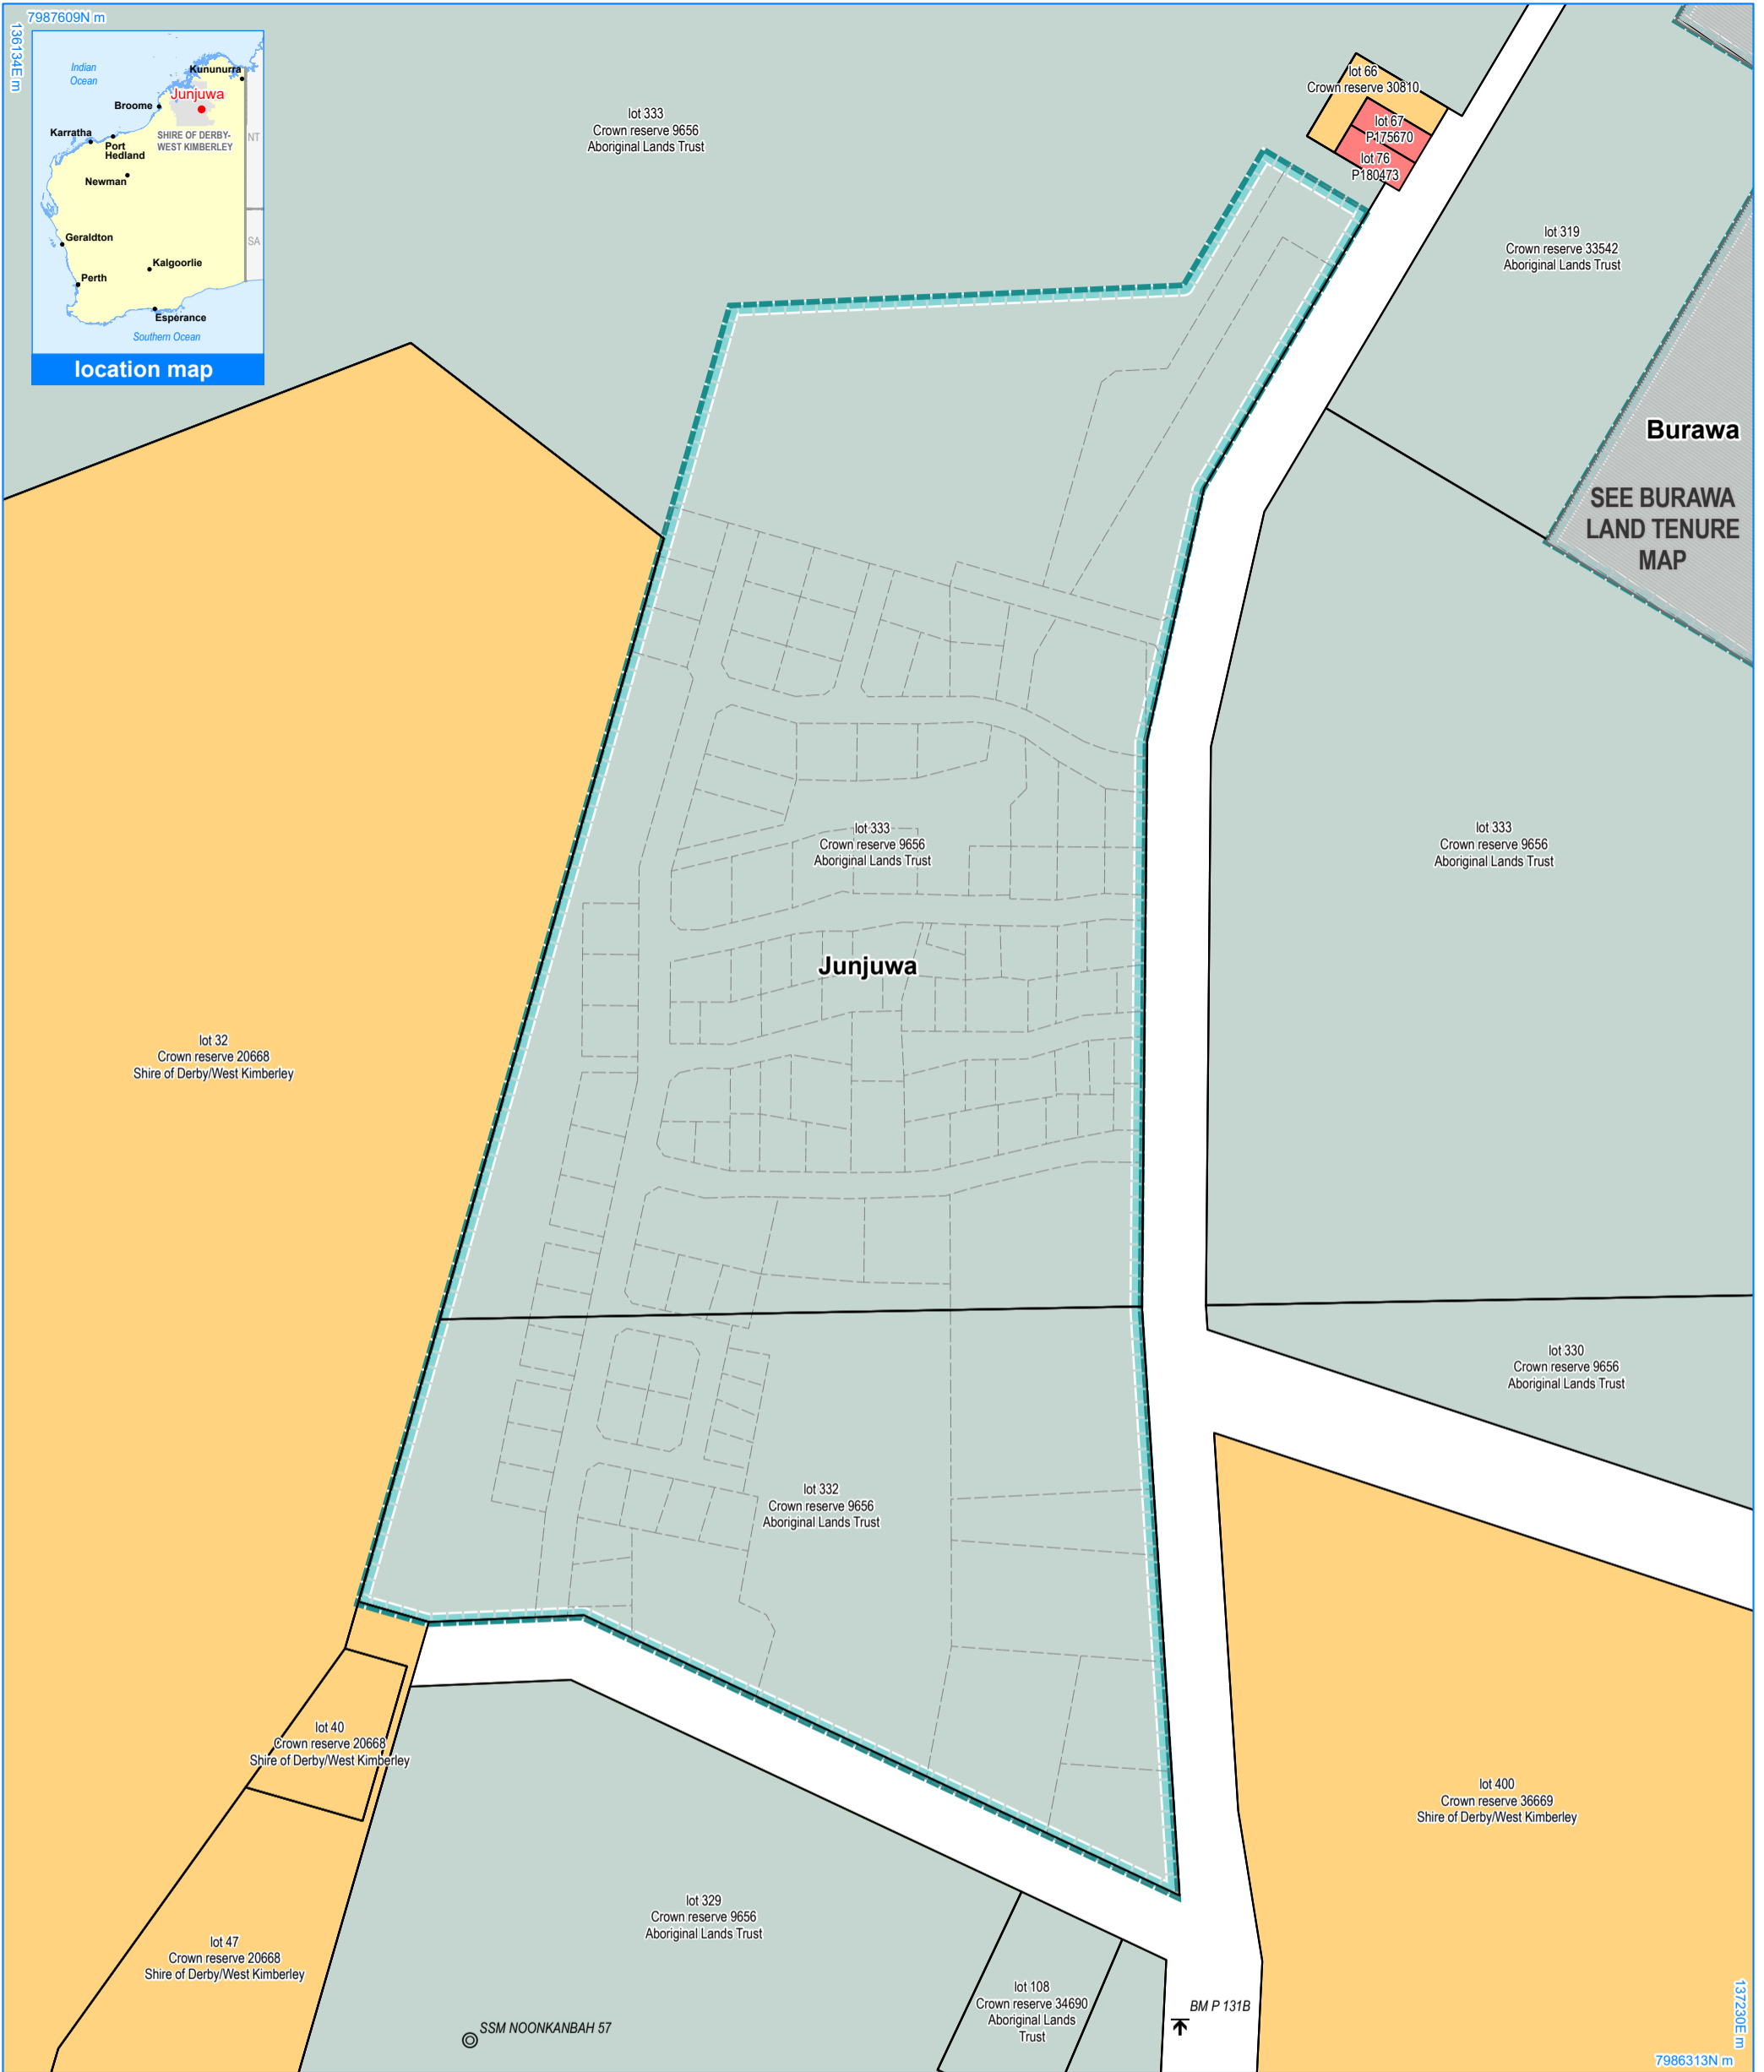 7987609N m
136134E m
Indian
Ocean
Kununurra
Junjuwa
Broome
SHIRE OF DERBY-
WEST KIMBERLEY
NT
Karratha
Port
Hedland
Newman
Geraldton
SA
Kalgoorlie
Perth
Esperance
Southern Ocean
location map
lot 333
Crown reserve 9656
Aboriginal Lands Trust
lot 66
Crown reserve 30810
lot 67
P175670
lot 76
P180473
lot 319
Crown reserve 33542
Aboriginal Lands Trust
Burawa
SEE BURAWA
LAND TENURE
MAP
lot 333
Crown reserve 9656
Aboriginal Lands Trust
lot 333
Crown reserve 9656
Aboriginal Lands Trust
Junjuwa
lot 32
Crown reserve 20668
Shire of Derby/West Kimberley
lot 330
Crown reserve 9656
Aboriginal Lands Trust
lot 332
Crown reserve 9656
Aboriginal Lands Trust
lot 40
Crown reserve 20668
Shire of Derby/West Kimberley
lot 400
Crown reserve 36669
Shire of Derby/West Kimberley
lot 329
Crown reserve 9656
Aboriginal Lands Trust
lot 47
Crown reserve 20668
Shire of Derby/West Kimberley
lot 108
Crown reserve 34690
Aboriginal Lands
Trust
BM P 131B
SSM NOONKANBAH 57
137230E m
7986313N m